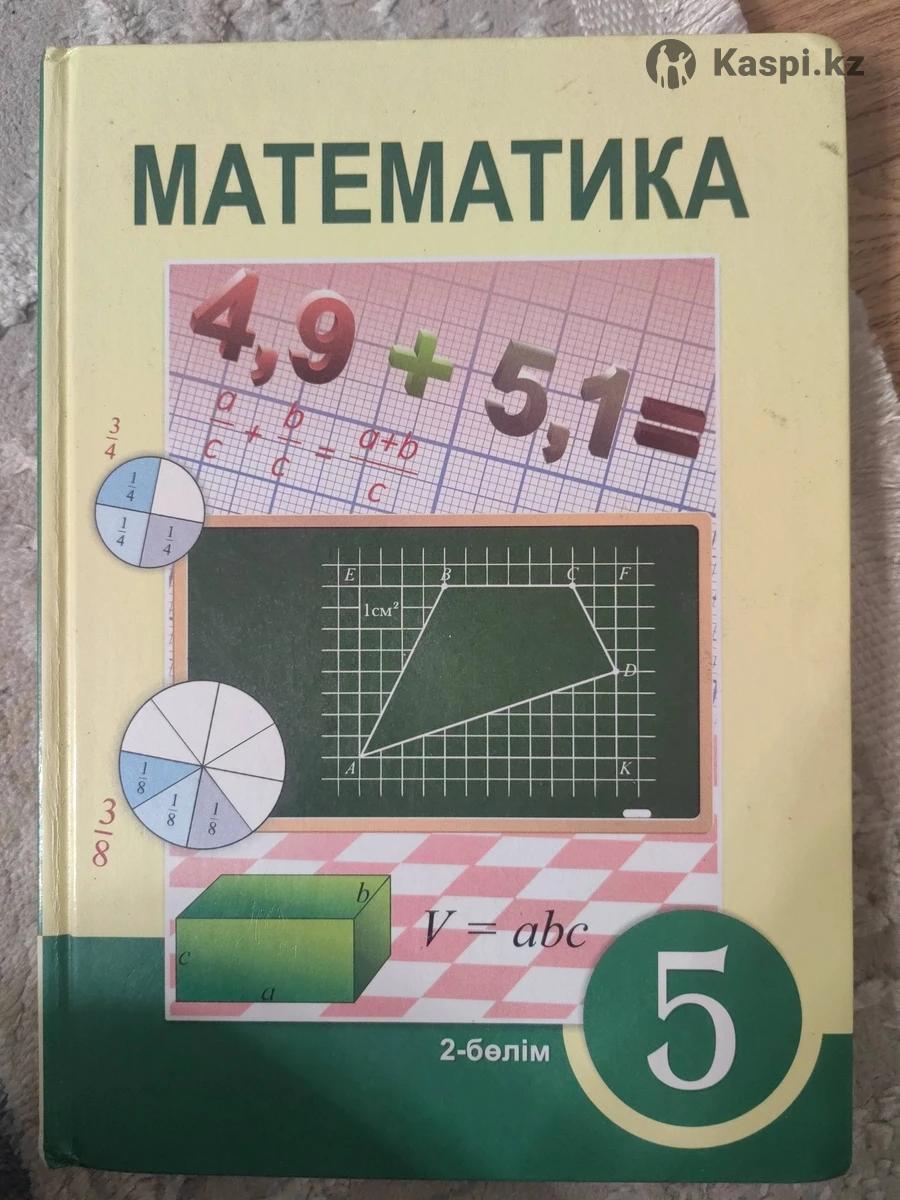 Kaspi.kz
МАТЕМАТИКА
4,9 + 5,1 =
a/c + b/c = a+b/c
3/4
1/4
1/4 1/4
E B C F
1см²
D
A K
1/8
1/8 1/8
3/8
b
c
a
V = abc
5
2-бөлім